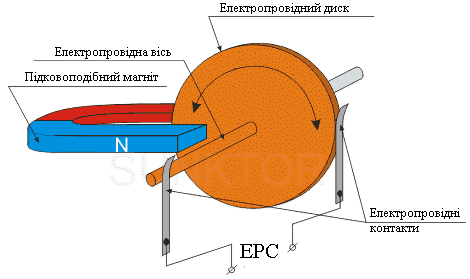 Електропровідний диск
Електропровідна вісь
Підковоподібний магніт
N
Електропровідні
контакти
ЕРС